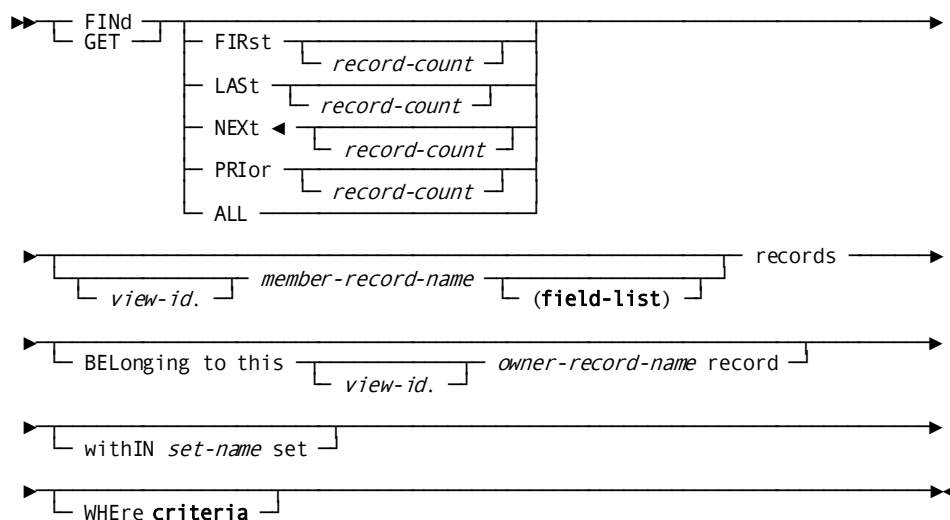 FINd
GET
FIRst
record-count
LASt
record-count
NEXt
record-count
PRIor
record-count
ALL
records
view-id. member-record-name (field-list)
BELonging to this view-id. owner-record-name record
withIN set-name set
WHEre criteria